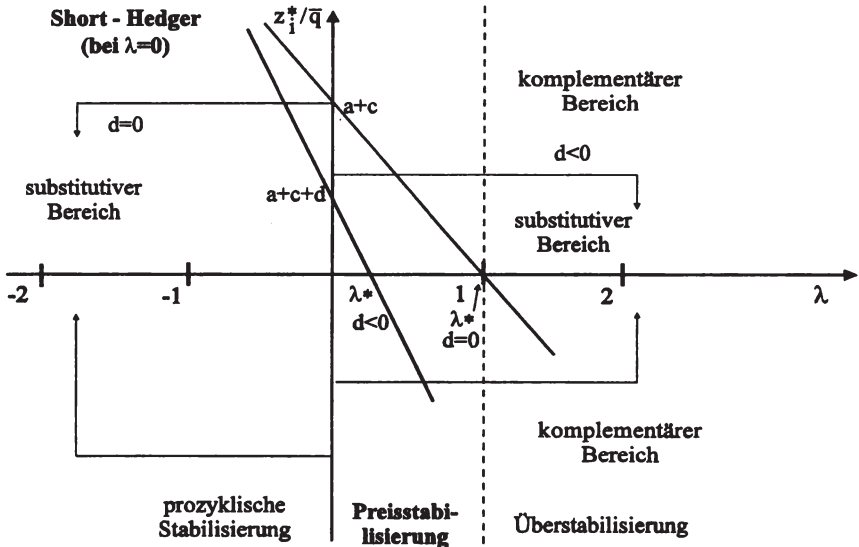 Short - Hedger
(bei λ=0)
z*i/q̄
komplementärer
Bereich
a+c
d=0
d<0
substitutiver
Bereich
a+c+d
substitutiver
Bereich
-2
-1
λ*
d<0
1
λ*
d=0
2
λ
komplementärer
Bereich
prozyklische
Stabilisierung
Preisstabi-
lisierung
Überstabilisierung